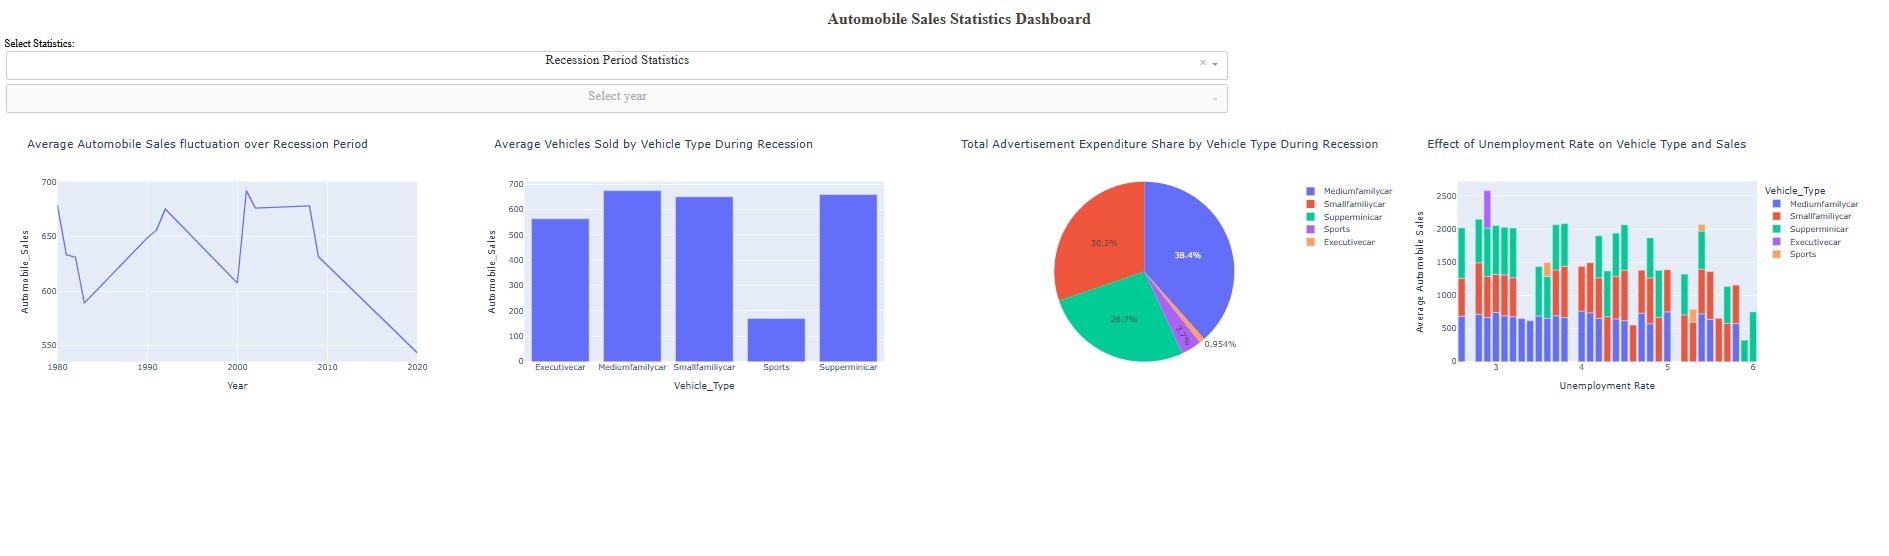 Automobile Sales Statistics Dashboard
Select Statistics:
Recession Period Statistics
× 
Select year
Average Automobile Sales fluctuation over Recession Period
700
650
600
550
Automobile_Sales
1980 1990 2000 2010 2020
Year
Average Vehicles Sold by Vehicle Type During Recession
700
600
500
400
300
200
100
0
Automobile_Sales
Executivecar Mediumfamilycar Smallfamiliycar Sports Supperminicar
Vehicle_Type
Total Advertisement Expenditure Share by Vehicle Type During Recession
38.4%
30.2%
26.7%
3.7%
0.954%
Mediumfamilycar
Smallfamiliycar
Supperminicar
Sports
Executivecar
Effect of Unemployment Rate on Vehicle Type and Sales
2500
2000
1500
1000
500
0
Average Automobile Sales
3 4 5 6
Unemployment Rate
Vehicle_Type
Mediumfamilycar
Smallfamiliycar
Supperminicar
Executivecar
Sports